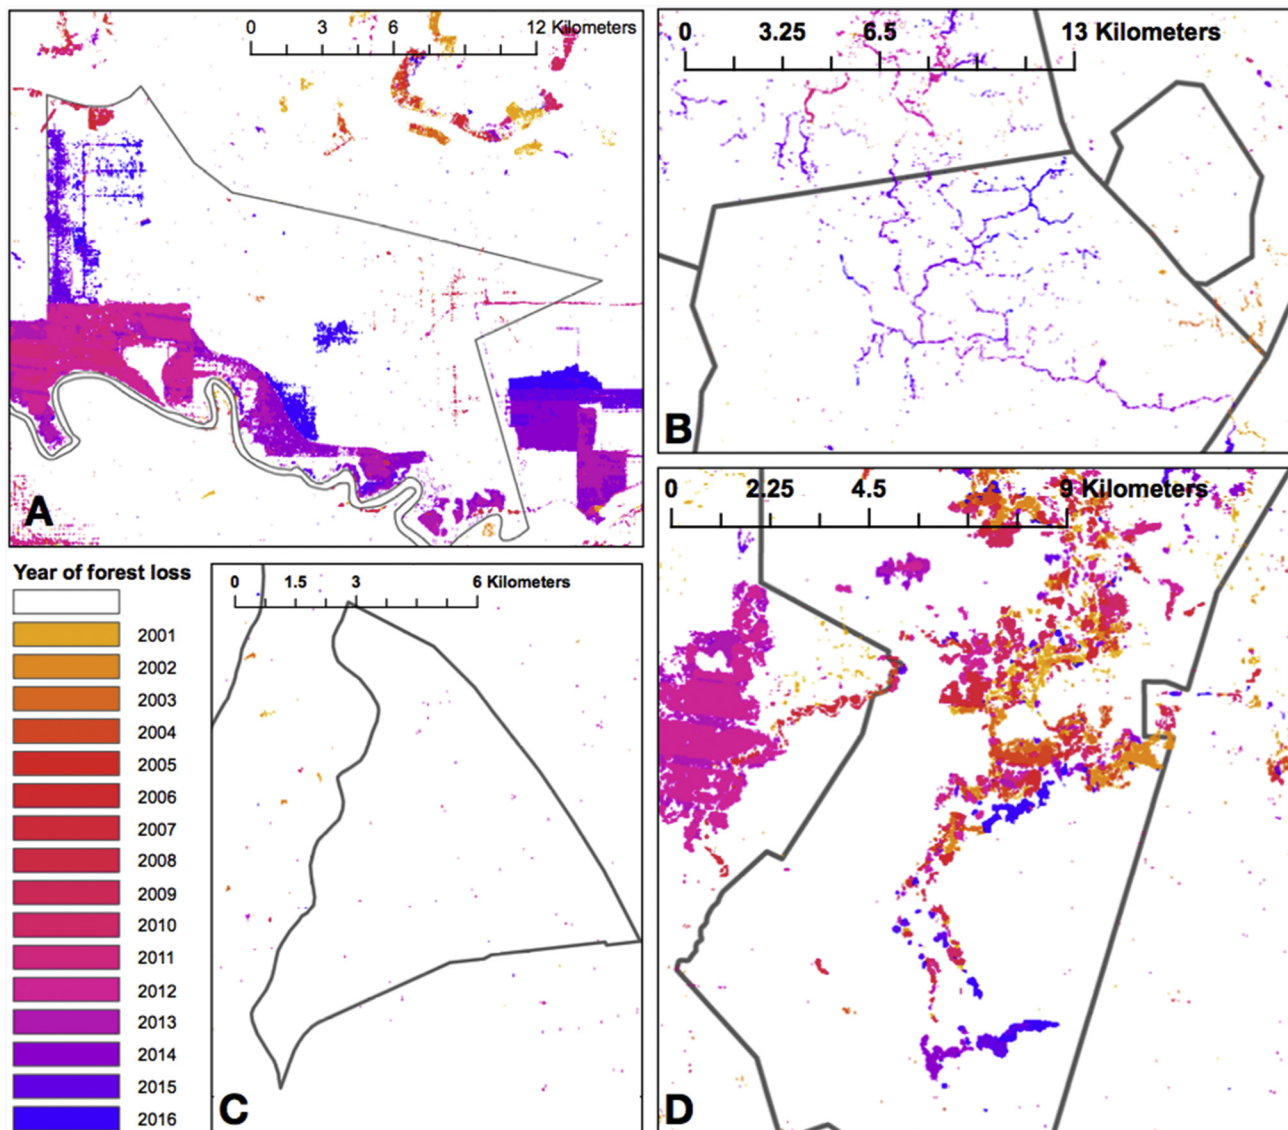 0 3 6 12 Kilometers
A
0 3.25 6.5 13 Kilometers
B
Year of forest loss
2001
2002
2003
2004
2005
2006
2007
2008
2009
2010
2011
2012
2013
2014
2015
2016
0 1.5 3 6 Kilometers
C
0 2.25 4.5 9 Kilometers
D